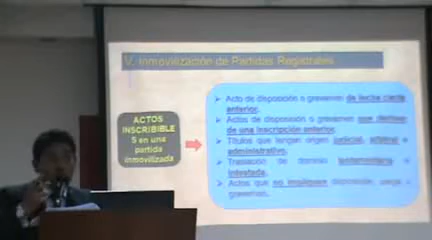 V. Inmovilización de Partidas Registrales
ACTOS
INSCRIBIBLE
S en una
partida
inmovilizada
➢ Acto de disposición o gravamen de fecha cierta
anterior.
➢ Actos de disposición o gravamen que deriven
de una inscripción anterior.
➢ Títulos que tengan origen judicial, arbitral o
administrativo.
➢ Traslación de dominio testamentaria e
intestada.
➢ Actos que no impliquen disposición, carga o
gravamen.